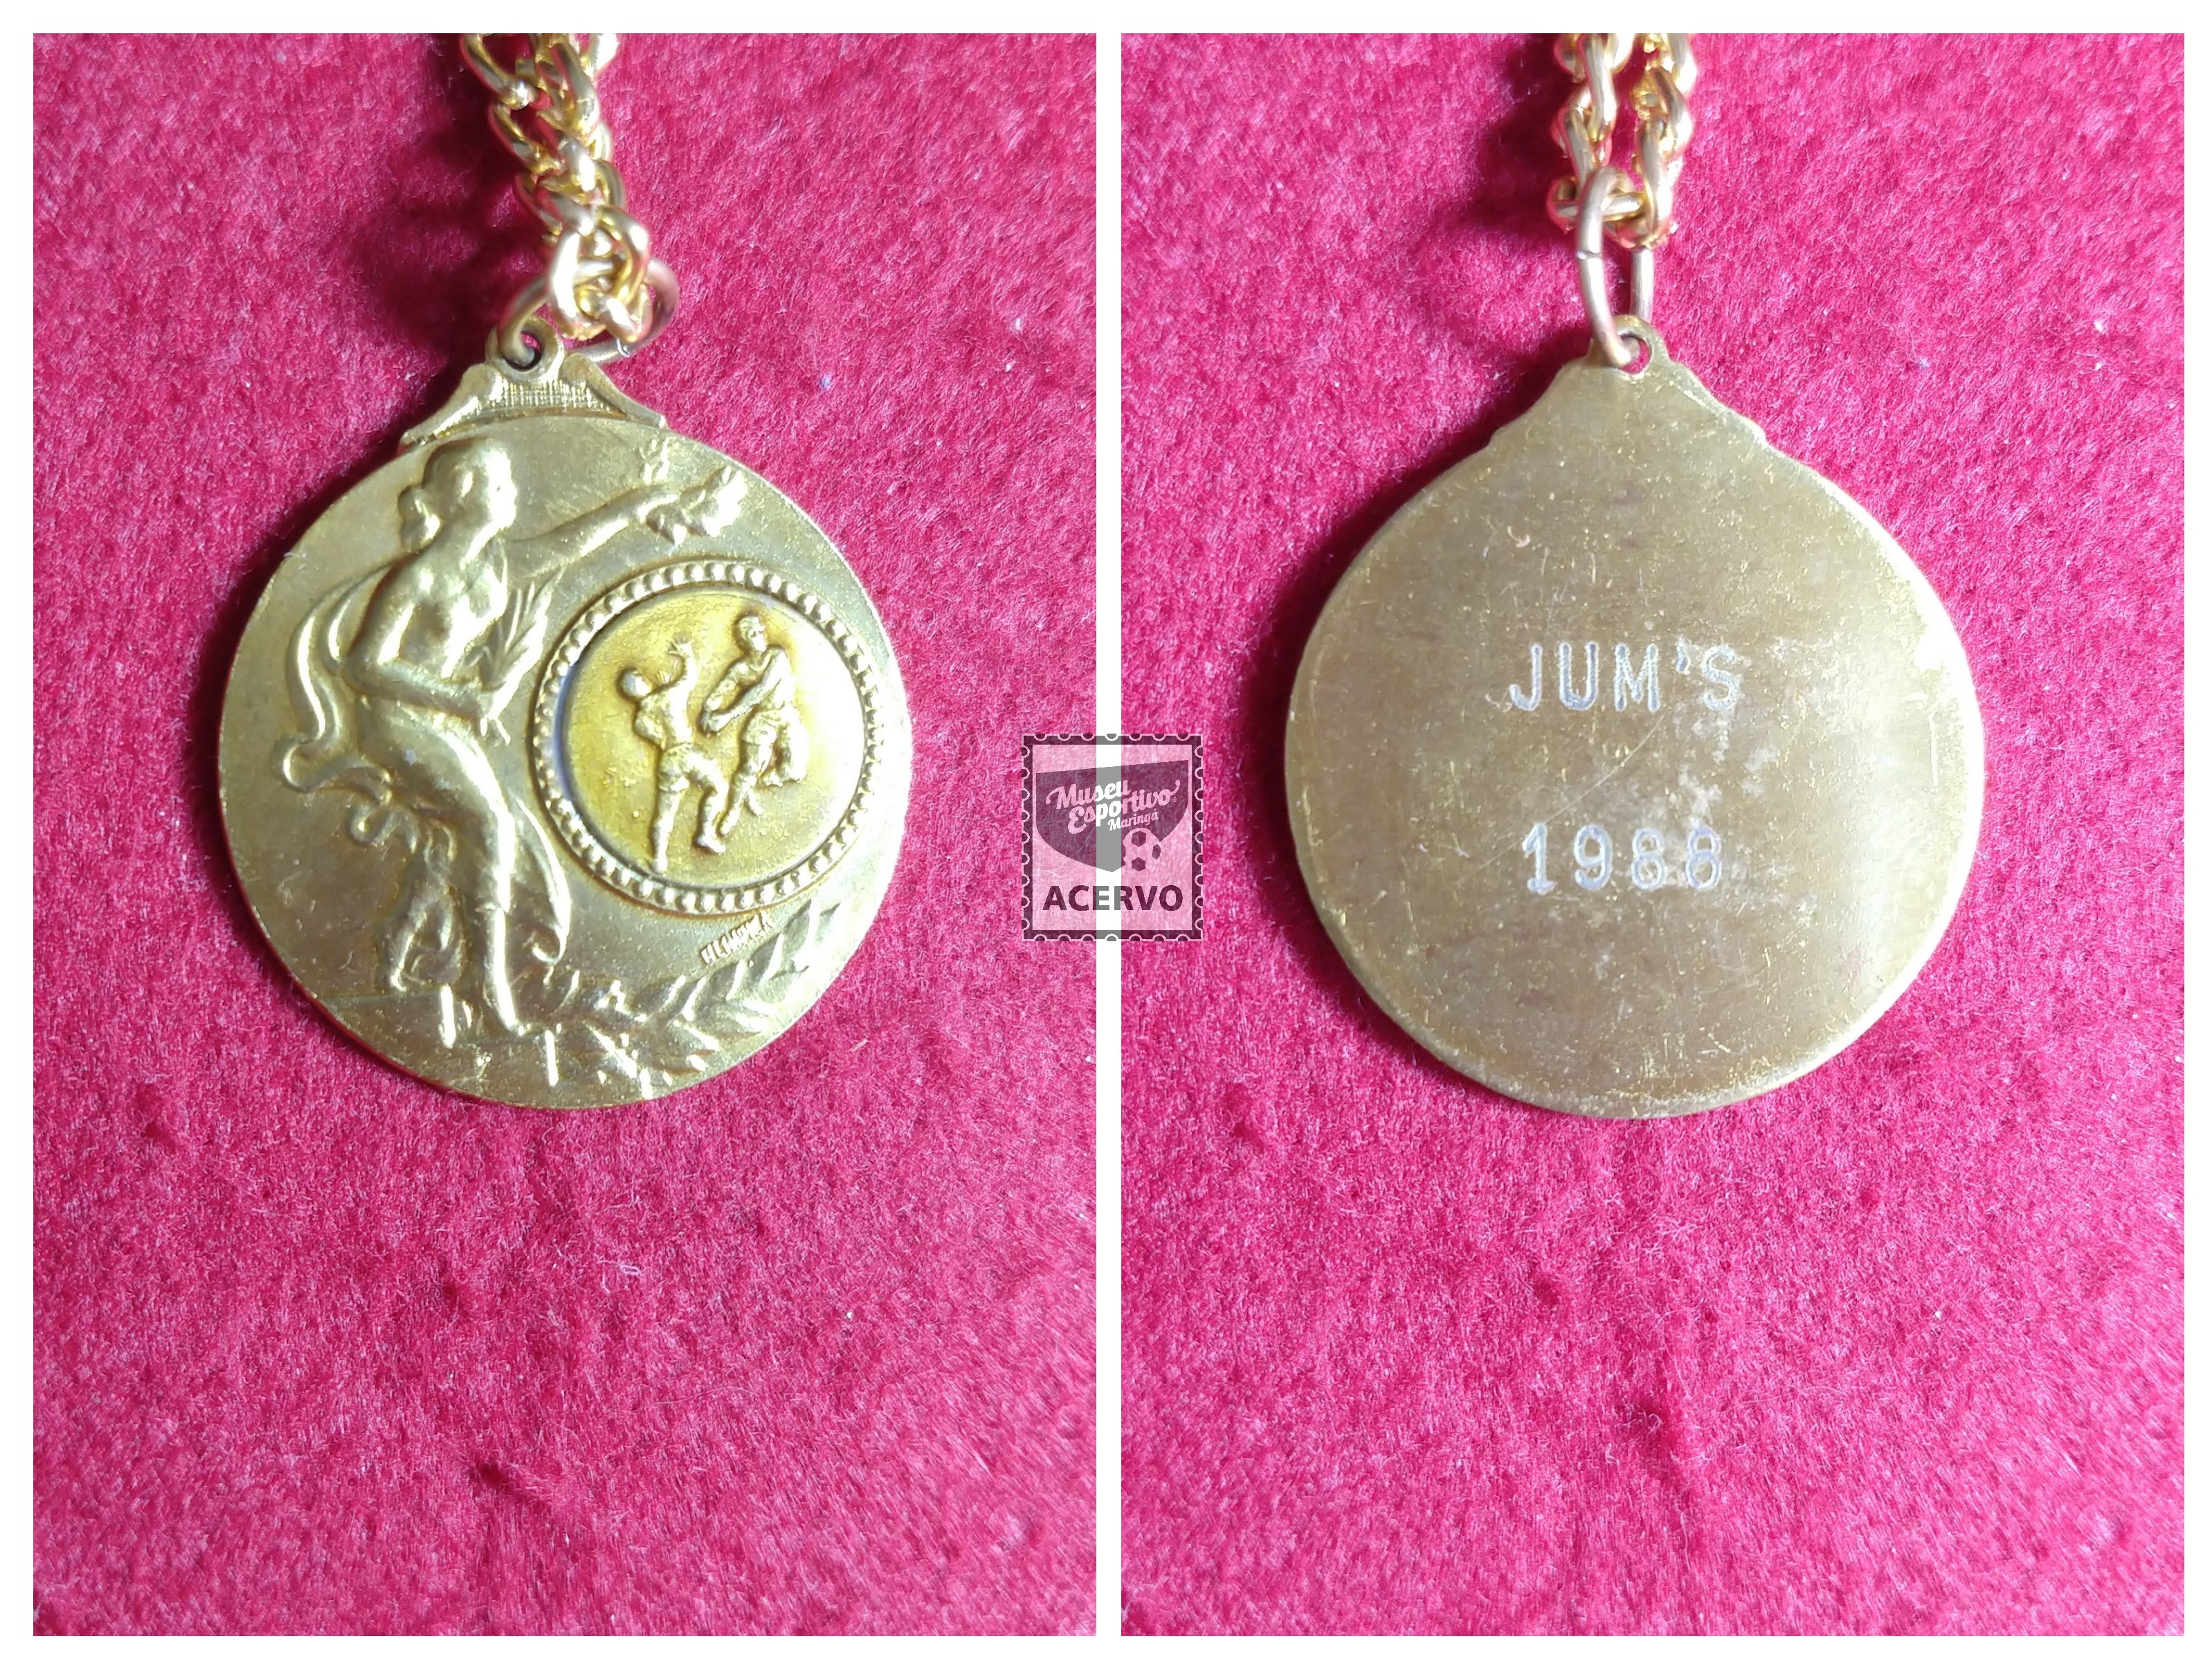 JUM'S
1988
Museu
Esportivo
Maringá
ACERVO